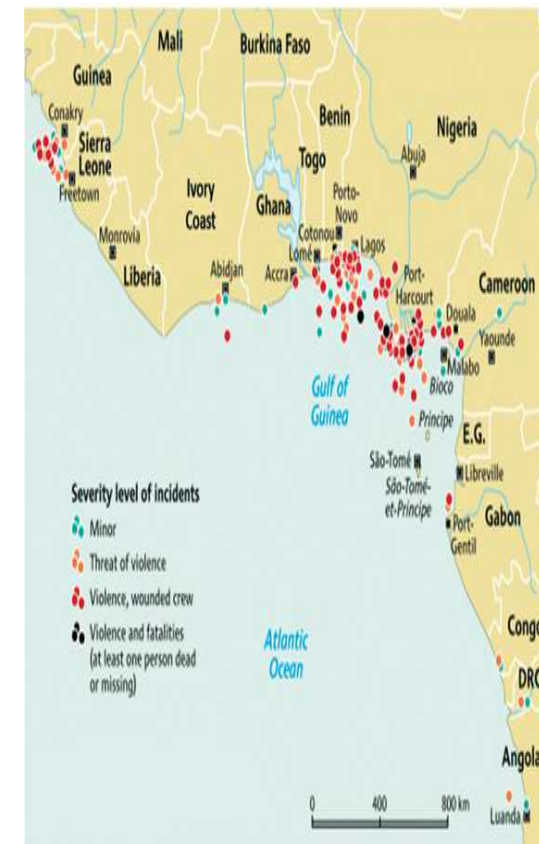 Mali
Burkina Faso
Guinea
Benin
Nigeria
Conakry
Sierra
Leone
Togo
Abuja
Freetown
Ivory
Coast
Ghana
Porto-
Novo
Cotonou
Lagos
Monrovia
Lomé
Liberia
Abidjan
Accra
Port-
Harcourt
Cameroon
Douala
Yaounde
Malabo
Gulf of
Guinea
Bioco
Principe
E.G.
São-Tomé
Libreville
São-Tomé-
et-Principe
Severity level of incidents
Minor
Port-
Gentil
Gabon
Threat of violence
Violence, wounded crew
Violence and fatalities
(at least one person dead
or missing)
Atlantic
Ocean
Congo
DRC
Angola
0 400 800 km
Luanda